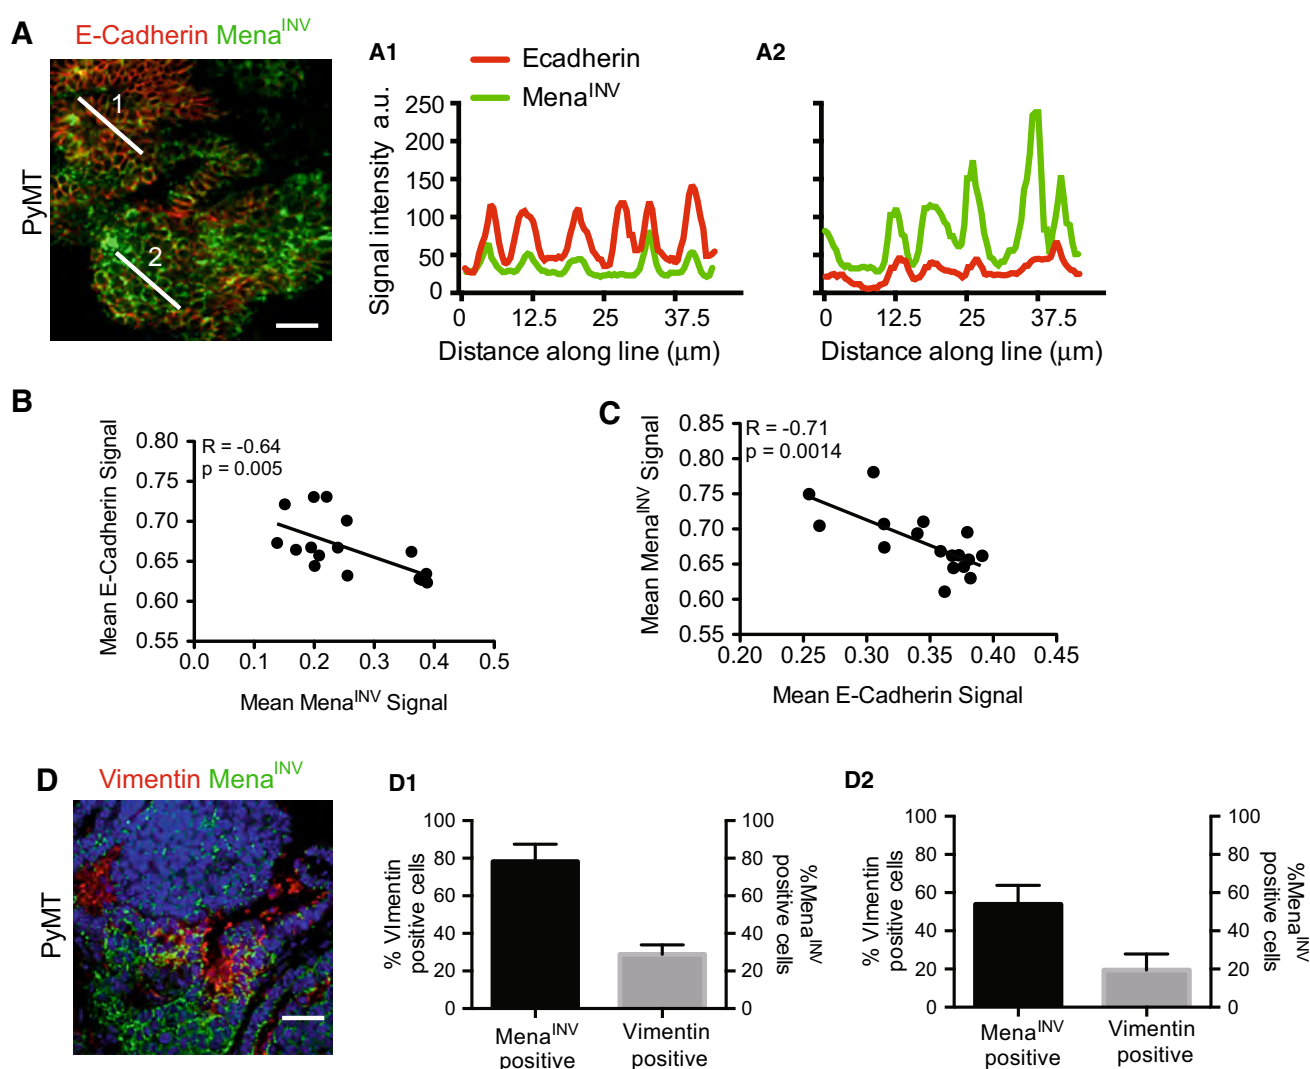 A
E-Cadherin Mena^INV
PyMT
1
2
A1
Ecadherin
Mena^INV
Signal intensity a.u.
250
200
150
100
50
0
0 12.5 25 37.5
Distance along line (μm)
A2
0 12.5 25 37.5
Distance along line (μm)
B
R = -0.64
p = 0.005
Mean E-Cadherin Signal
0.80
0.75
0.70
0.65
0.60
0.55
0.0 0.1 0.2 0.3 0.4 0.5
Mean Mena^INV Signal
C
R = -0.71
p = 0.0014
Mean Mena^INV Signal
0.85
0.80
0.75
0.70
0.65
0.60
0.55
0.20 0.25 0.30 0.35 0.40 0.45
Mean E-Cadherin Signal
D
Vimentin Mena^INV
PyMT
D1
% VImentin
positive cells
100
80
60
40
20
0
100
80
60
40
20
0
%Mena^INV
positive cells
Mena^INV
positive
Vimentin
positive
D2
% VImentin
positive cells
100
80
60
40
20
0
100
80
60
40
20
0
%Mena^INV
positive cells
Mena^INV
positive
Vimentin
positive